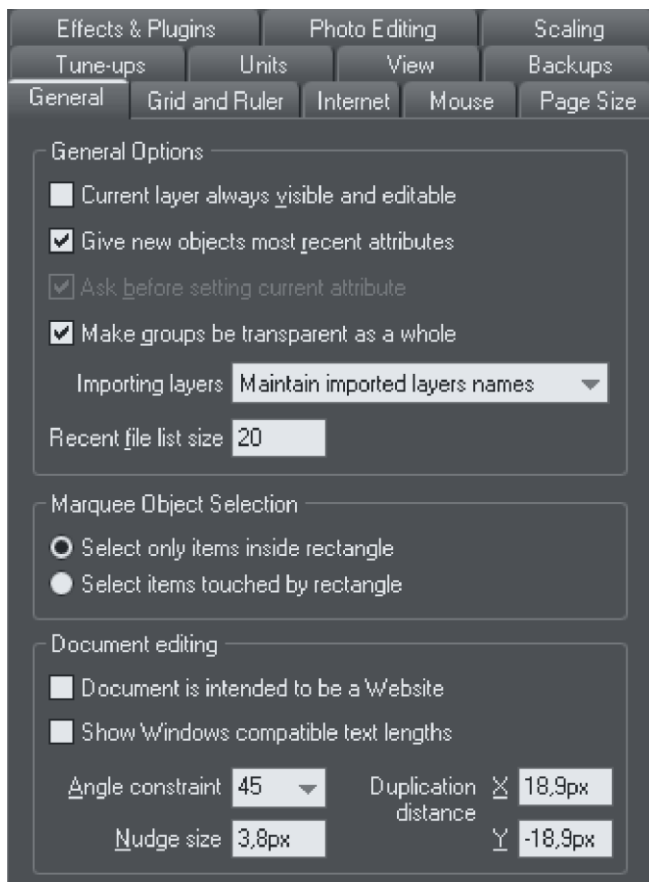 Effects & Plugins Photo Editing Scaling
Tune-ups Units View Backups
General Grid and Ruler Internet Mouse Page Size
General Options
Current layer always visible and editable
Give new objects most recent attributes
Ask before setting current attribute
Make groups be transparent as a whole
Importing layers Maintain imported layers names
Recent file list size 20
Marquee Object Selection
Select only items inside rectangle
Select items touched by rectangle
Document editing
Document is intended to be a Website
Show Windows compatible text lengths
Angle constraint 45 Duplication distance X 18,9px
Nudge size 3,8px Y -18,9px